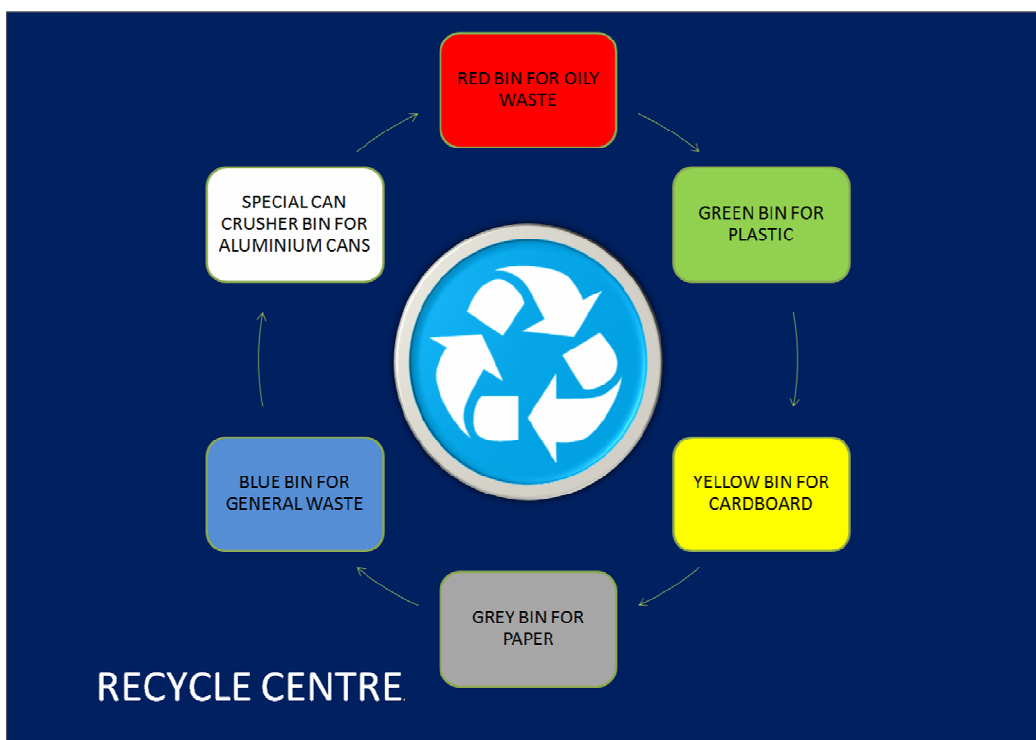 RED BIN FOR OILY
WASTE
GREEN BIN FOR
PLASTIC
YELLOW BIN FOR
CARDBOARD
GREY BIN FOR
PAPER
BLUE BIN FOR
GENERAL WASTE
SPECIAL CAN
CRUSHER BIN FOR
ALUMINIUM CANS
RECYCLE CENTRE.